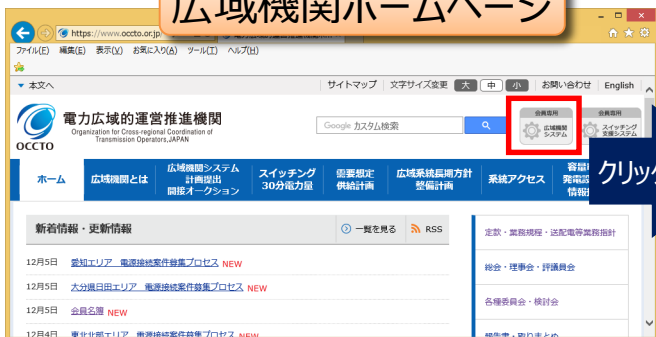 広域機関ホームページ
https://www.occto.or.jp/
ファイル(F) 編集(E) 表示(V) お気に入り(A) ツール(T) ヘルプ(H)
本文へ
サイトマップ 文字サイズ変更 大 中 小 お問い合わせ English
OCCTO
電力広域的運営推進機関
Organization for Cross-regional Coordination of
Transmission Operators,JAPAN
Google カスタム検索
会員専用
広域機関
システム
会員専用
スイッチング
支援システム
ホーム
広域機関とは
広域機関システム
計画提出
間接オークション
スイッチング
30分電力量
需要想定
供給計画
広域系統長期方針
整備計画
系統アクセス
クリック
新着情報・更新情報
一覧を見る
RSS
12月5日 愛知エリア 電源接続案件募集プロセス NEW
12月5日 大分県日田エリア 電源接続案件募集プロセス NEW
12月5日 会員名簿 NEW
12月4日 東北北部エリア 電源接続案件募集プロセス NEW
定款・業務規程・送配電等業務指針
総会・理事会・評議員会
各種委員会・検討会
報告書・取りまとめ